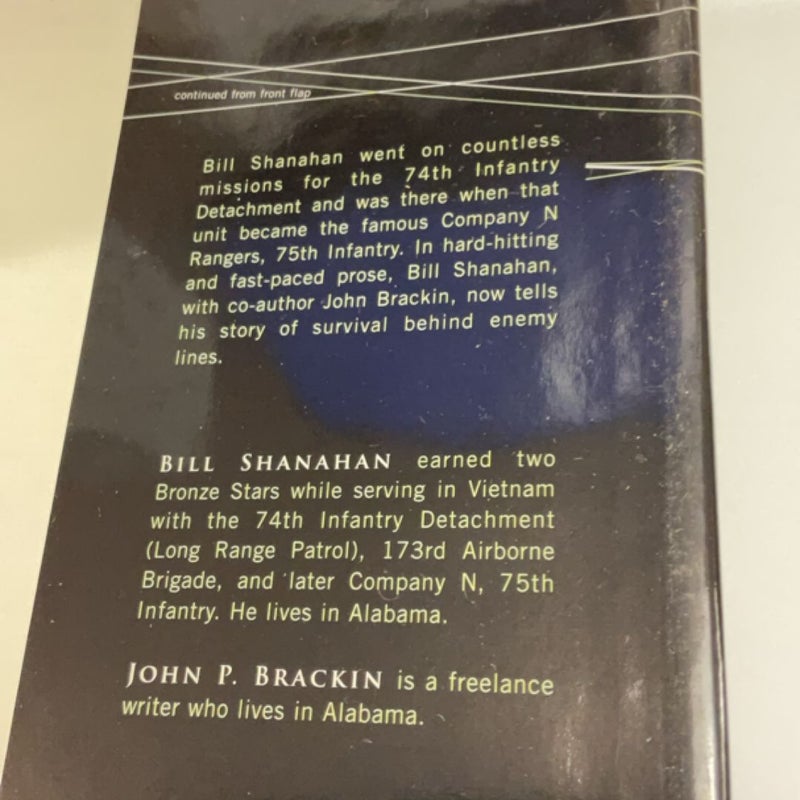 continued from front flap
Bill Shanahan went on countless
missions for the 74th Infantry
Detachment and was there when that
unit became the famous Company N
Rangers, 75th Infantry. In hard-hitting
and fast-paced prose, Bill Shanahan,
with co-author John Brackin, now tells
his story of survival behind enemy
lines.
BILL SHANAHAN earned two
Bronze Stars while serving in Vietnam
with the 74th Infantry Detachment
(Long Range Patrol), 173rd Airborne
Brigade, and later Company N, 75th
Infantry. He lives in Alabama.
JOHN P. BRACKIN is a freelance
writer who lives in Alabama.